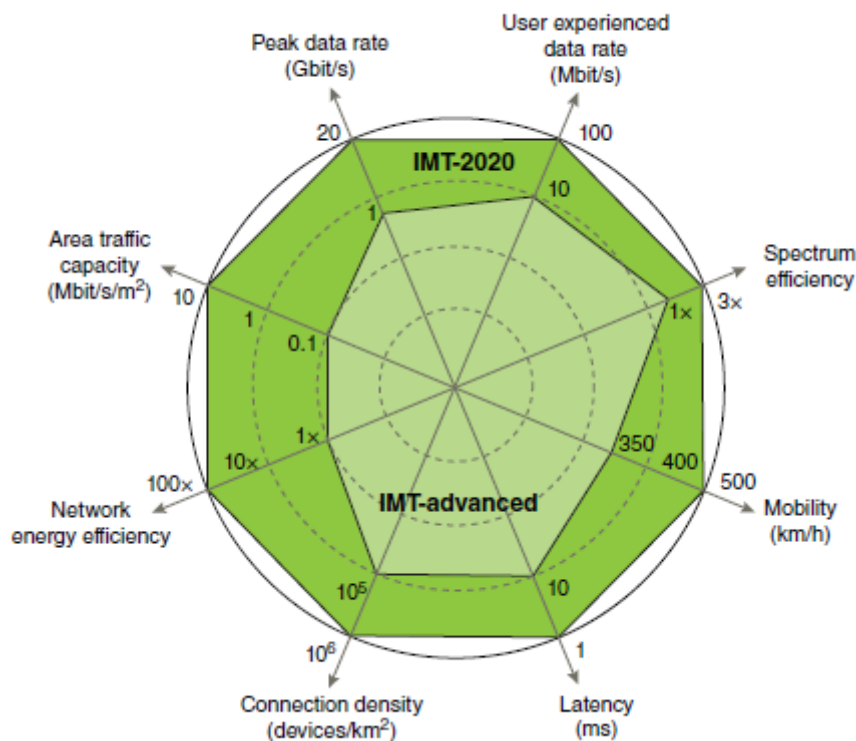 User experienced
data rate
(Mbit/s)
Peak data rate
(Gbit/s)
20
100
IMT-2020
10
1
Area traffic
capacity
(Mbit/s/m²)
Spectrum
efficiency
10
1
0.1
1×
3×
1×
10×
100×
350
400
500
Network
energy efficiency
IMT-advanced
Mobility
(km/h)
10⁵
10
10⁶
1
Connection density
(devices/km²)
Latency
(ms)